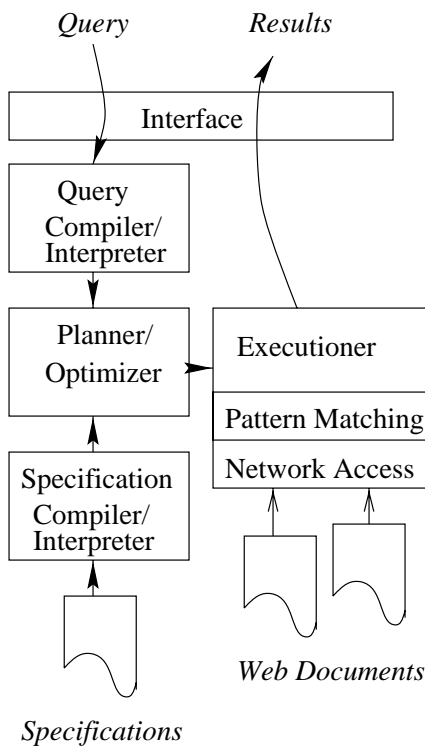 Query
Results
Interface
Query
Compiler/
Interpreter
Planner/
Optimizer
Executioner
Pattern Matching
Network Access
Specification
Compiler/
Interpreter
Web Documents
Specifications